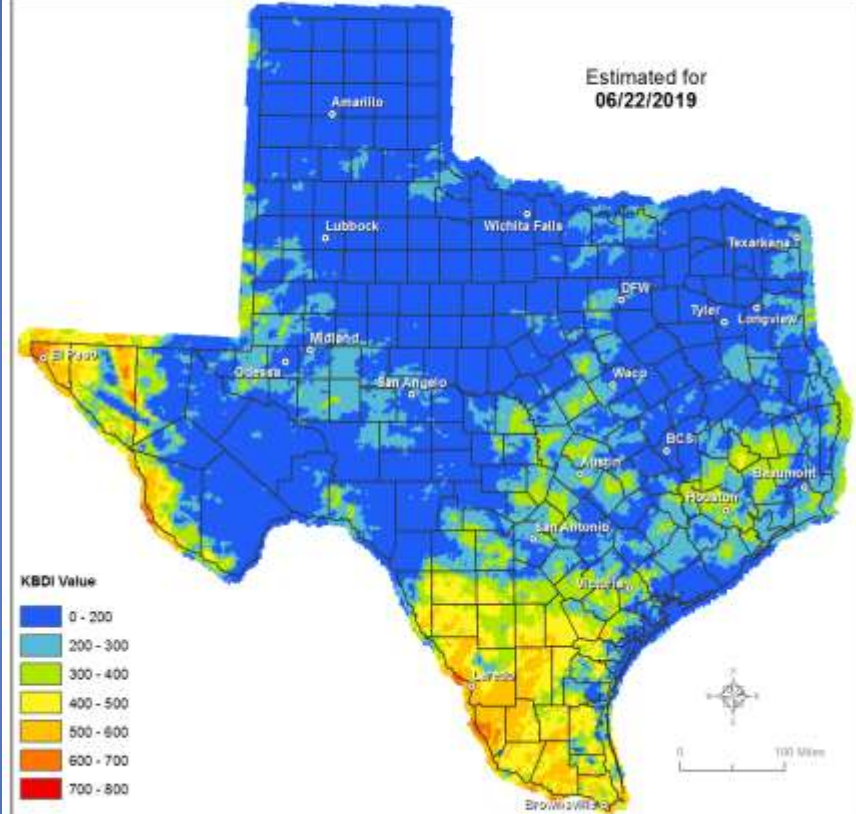 Estimated for
06/22/2019
Amarillo
Lubbock
Wichita Falls
Texarkana
DFW
Tyler
Longview
Midland
El Paso
Odessa
San Angelo
Waco
BCS
Austin
Beaumont
Houston
San Antonio
Victoria
KBDI Value
0 - 200
200 - 300
300 - 400
400 - 500
500 - 600
600 - 700
700 - 800
Laredo
0 100 Miles
Brownsville